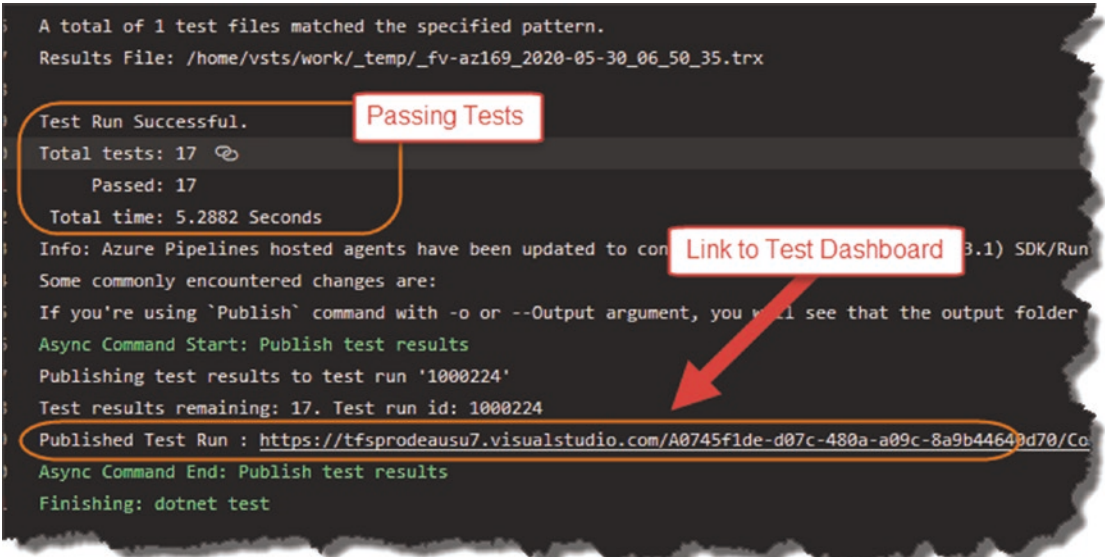 A total of 1 test files matched the specified pattern.
Results File: /home/vsts/work/_temp/_fv-az169_2020-05-30_06_50_35.trx
Test Run Successful.
Passing Tests
Total tests: 17
Passed: 17
Total time: 5.2882 Seconds
Info: Azure Pipelines hosted agents have been updated to con
Link to Test Dashboard
3.1) SDK/Run
Some commonly encountered changes are:
If you're using `Publish` command with -o or --Output argument, you will see that the output folder
Async Command Start: Publish test results
Publishing test results to test run '1000224'
Test results remaining: 17. Test run id: 1000224
Published Test Run : https://tfsprodeausu7.visualstudio.com/A0745f1de-d07c-480a-a09c-8a9b44640d70/Co
Async Command End: Publish test results
Finishing: dotnet test